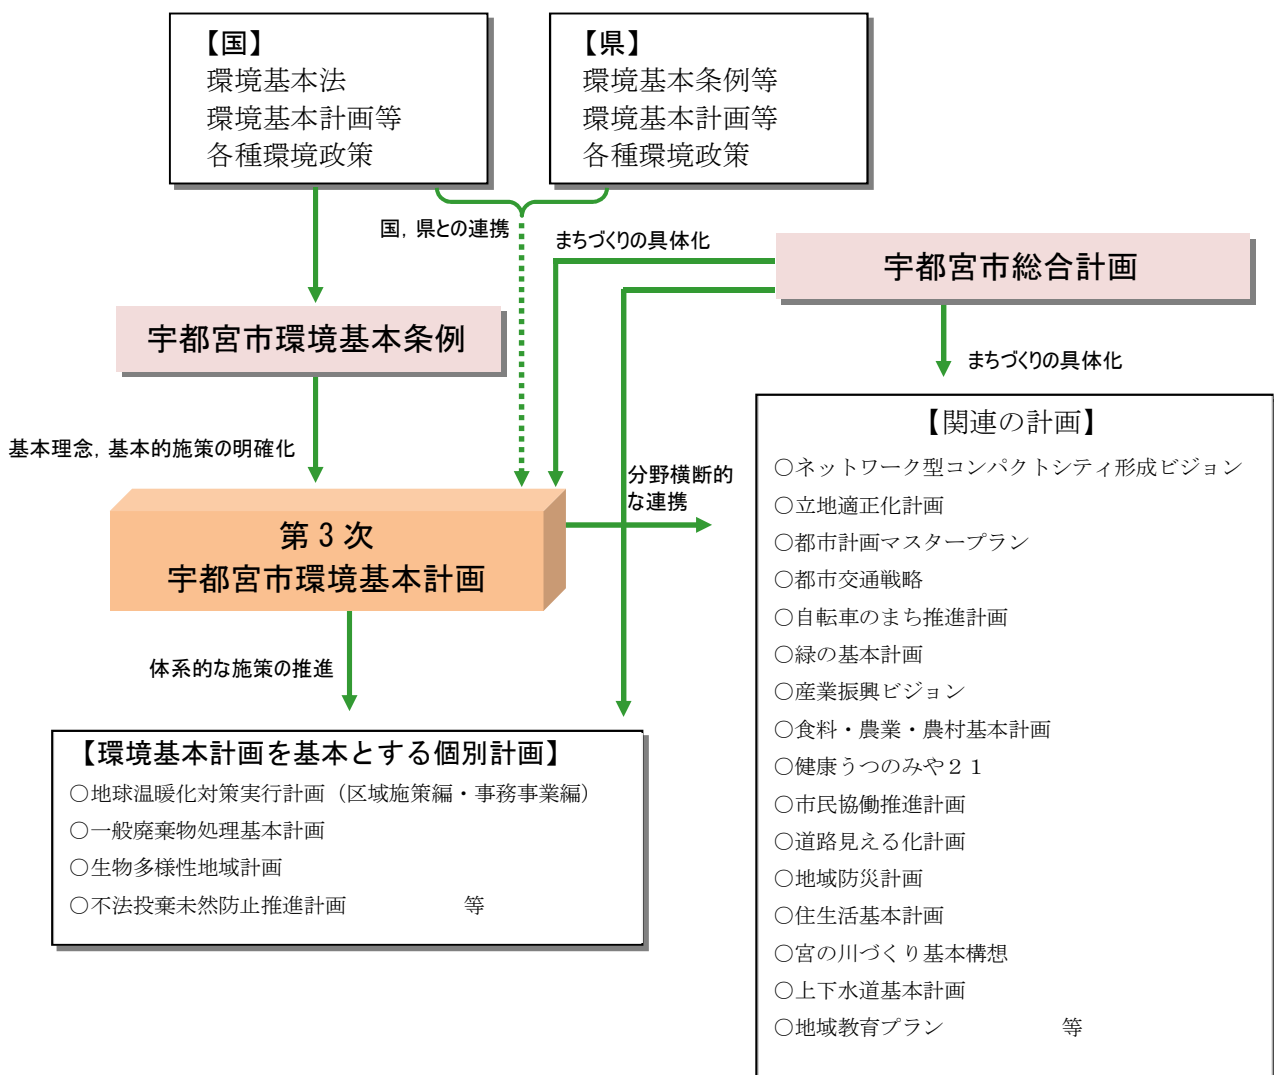 【国】
環境基本法
環境基本計画等
各種環境政策
【県】
環境基本条例等
環境基本計画等
各種環境政策
国，県との連携
まちづくりの具体化
宇都宮市総合計画
宇都宮市環境基本条例
まちづくりの具体化
基本理念，基本的施策の明確化
分野横断的
な連携
第３次
宇都宮市環境基本計画
体系的な施策の推進
【環境基本計画を基本とする個別計画】
○地球温暖化対策実行計画（区域施策編・事務事業編）
○一般廃棄物処理基本計画
○生物多様性地域計画
○不法投棄未然防止推進計画　　　　　等
【関連の計画】
○ネットワーク型コンパクトシティ形成ビジョン
○立地適正化計画
○都市計画マスタープラン
○都市交通戦略
○自転車のまち推進計画
○緑の基本計画
○産業振興ビジョン
○食料・農業・農村基本計画
○健康うつのみや２１
○市民協働推進計画
○道路見える化計画
○地域防災計画
○住生活基本計画
○宮の川づくり基本構想
○上下水道基本計画
○地域教育プラン　　　　　等